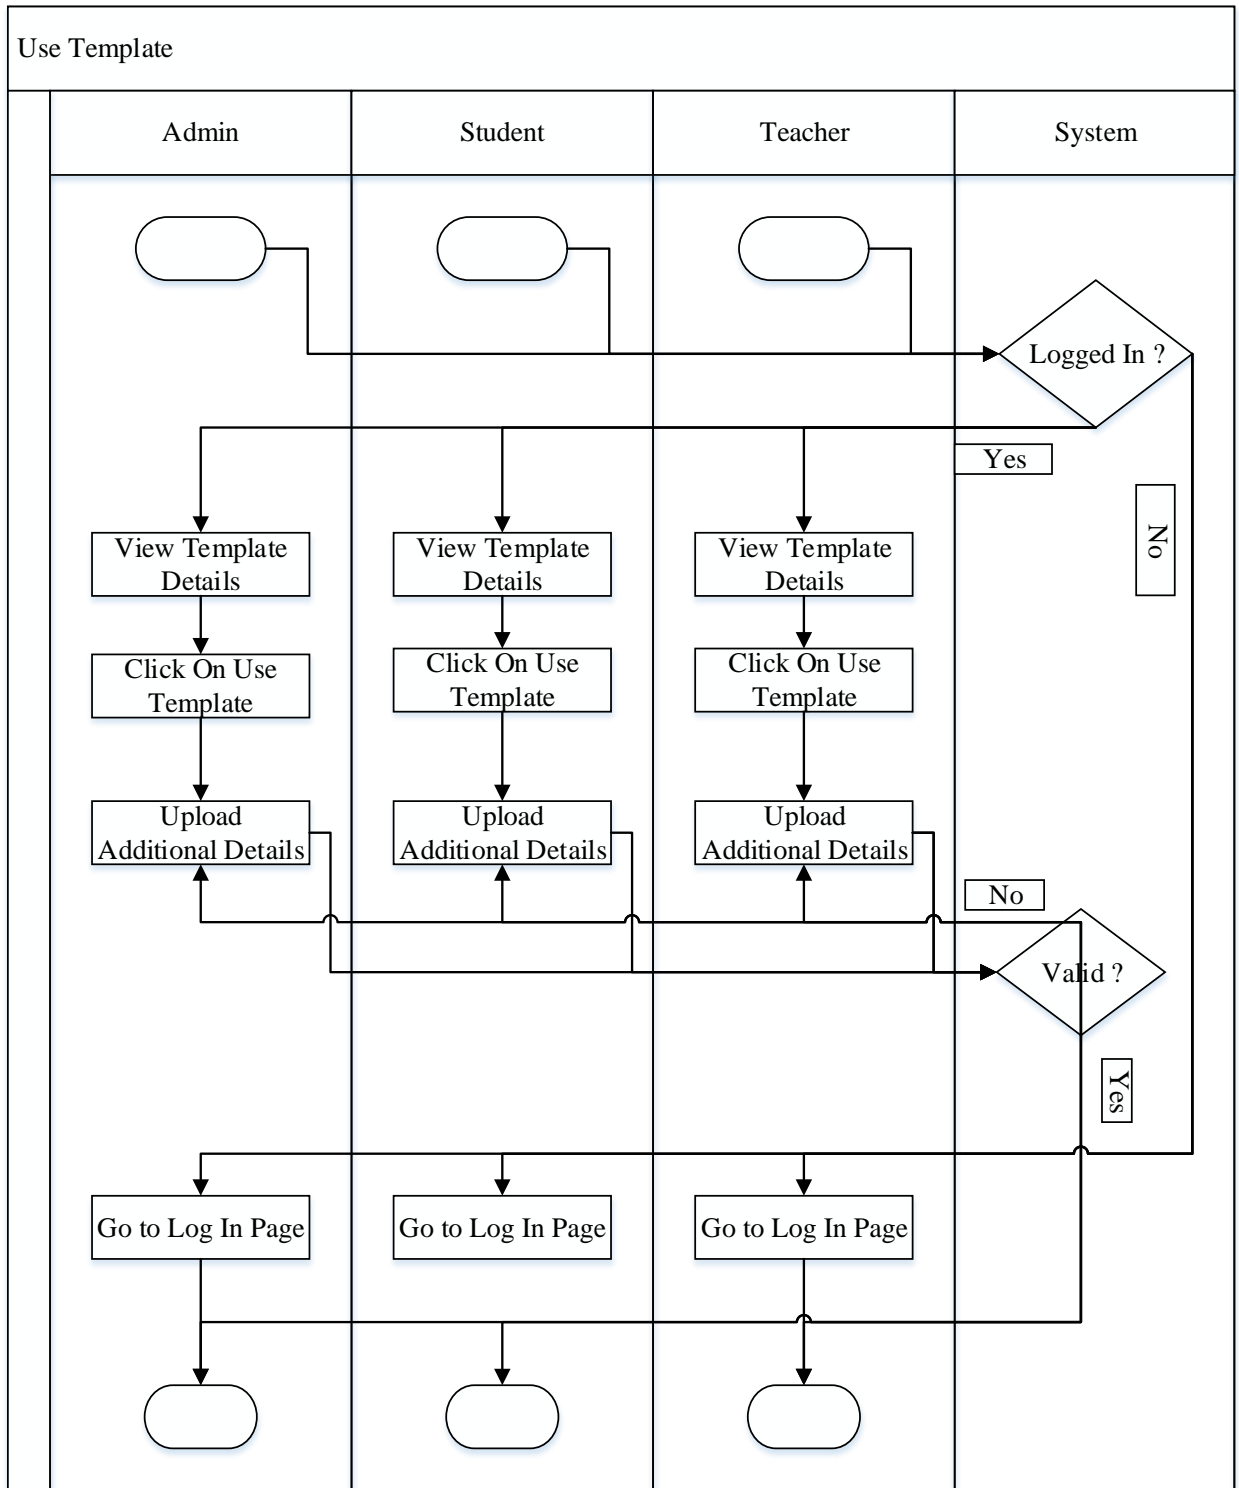 Use Template
Admin
Student
Teacher
System
Logged In ?
Yes
No
View Template
Details
View Template
Details
View Template
Details
Click On Use
Template
Click On Use
Template
Click On Use
Template
Upload
Additional Details
Upload
Additional Details
Upload
Additional Details
No
Valid ?
Yes
Go to Log In Page
Go to Log In Page
Go to Log In Page